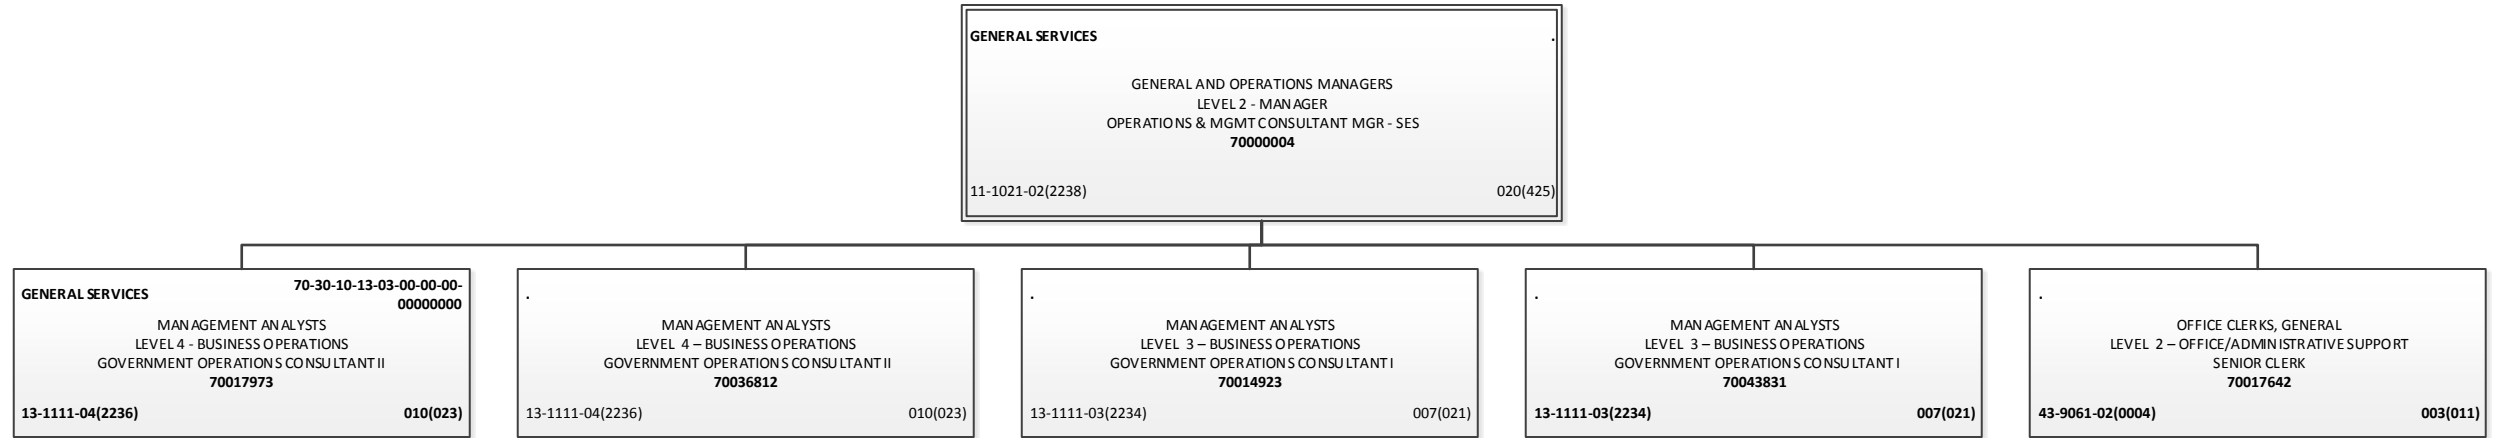 GENERAL SERVICES .
GENERAL AND OPERATIONS MANAGERS
LEVEL 2 - MANAGER
OPERATIONS & MGMT CONSULTANT MGR - SES
70000004
11-1021-02(2238) 020(425)
GENERAL SERVICES 70-30-10-13-03-00-00-00-
00000000
MANAGEMENT ANALYSTS
LEVEL 4 - BUSINESS OPERATIONS
GOVERNMENT OPERATIONS CONSULTANT II
70017973
13-1111-04(2236) 010(023)
.
MANAGEMENT ANALYSTS
LEVEL 4 – BUSINESS OPERATIONS
GOVERNMENT OPERATIONS CONSULTANT II
70036812
13-1111-04(2236) 010(023)
.
MANAGEMENT ANALYSTS
LEVEL 3 – BUSINESS OPERATIONS
GOVERNMENT OPERATIONS CONSULTANT I
70014923
13-1111-03(2234) 007(021)
.
MANAGEMENT ANALYSTS
LEVEL 3 – BUSINESS OPERATIONS
GOVERNMENT OPERATIONS CONSULTANT I
70043831
13-1111-03(2234) 007(021)
.
OFFICE CLERKS, GENERAL
LEVEL 2 – OFFICE/ADMINISTRATIVE SUPPORT
SENIOR CLERK
70017642
43-9061-02(0004) 003(011)